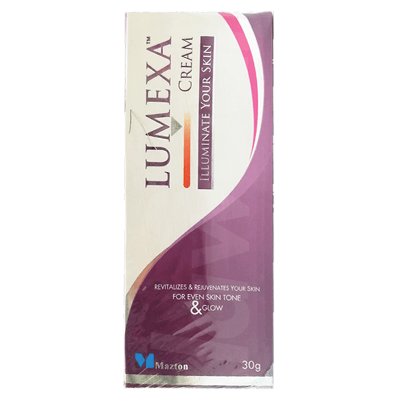 LUMEXA™
CREAM
ILLUMINATE YOUR SKIN
REVITALIZES & REJUVENATES YOUR SKIN
FOR EVEN SKIN TONE
& GLOW
Mazton
30g